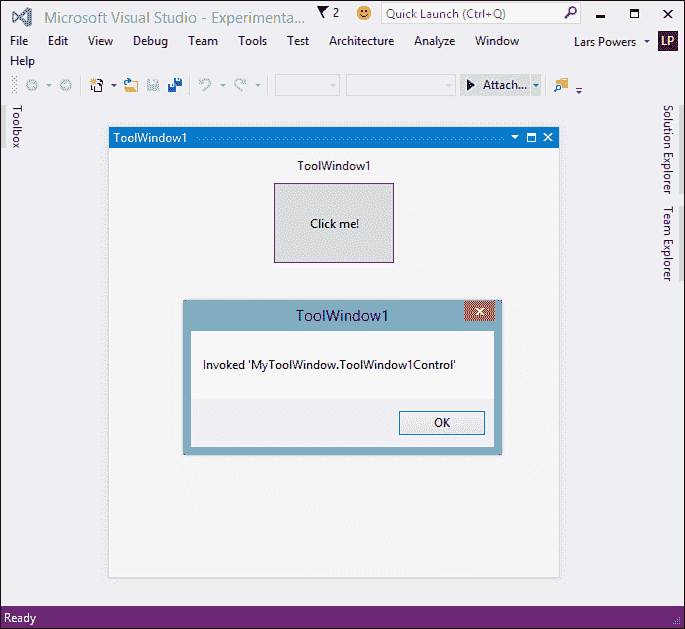 Microsoft Visual Studio - Experimenta... 2 Quick Launch (Ctrl+Q)
File Edit View Debug Team Tools Test Architecture Analyze Window Lars Powers LP
Help
Attach...
Toolbox
Solution Explorer
Team Explorer
ToolWindow1
ToolWindow1
Click me!
ToolWindow1
Invoked 'MyToolWindow.ToolWindow1Control'
OK
Ready